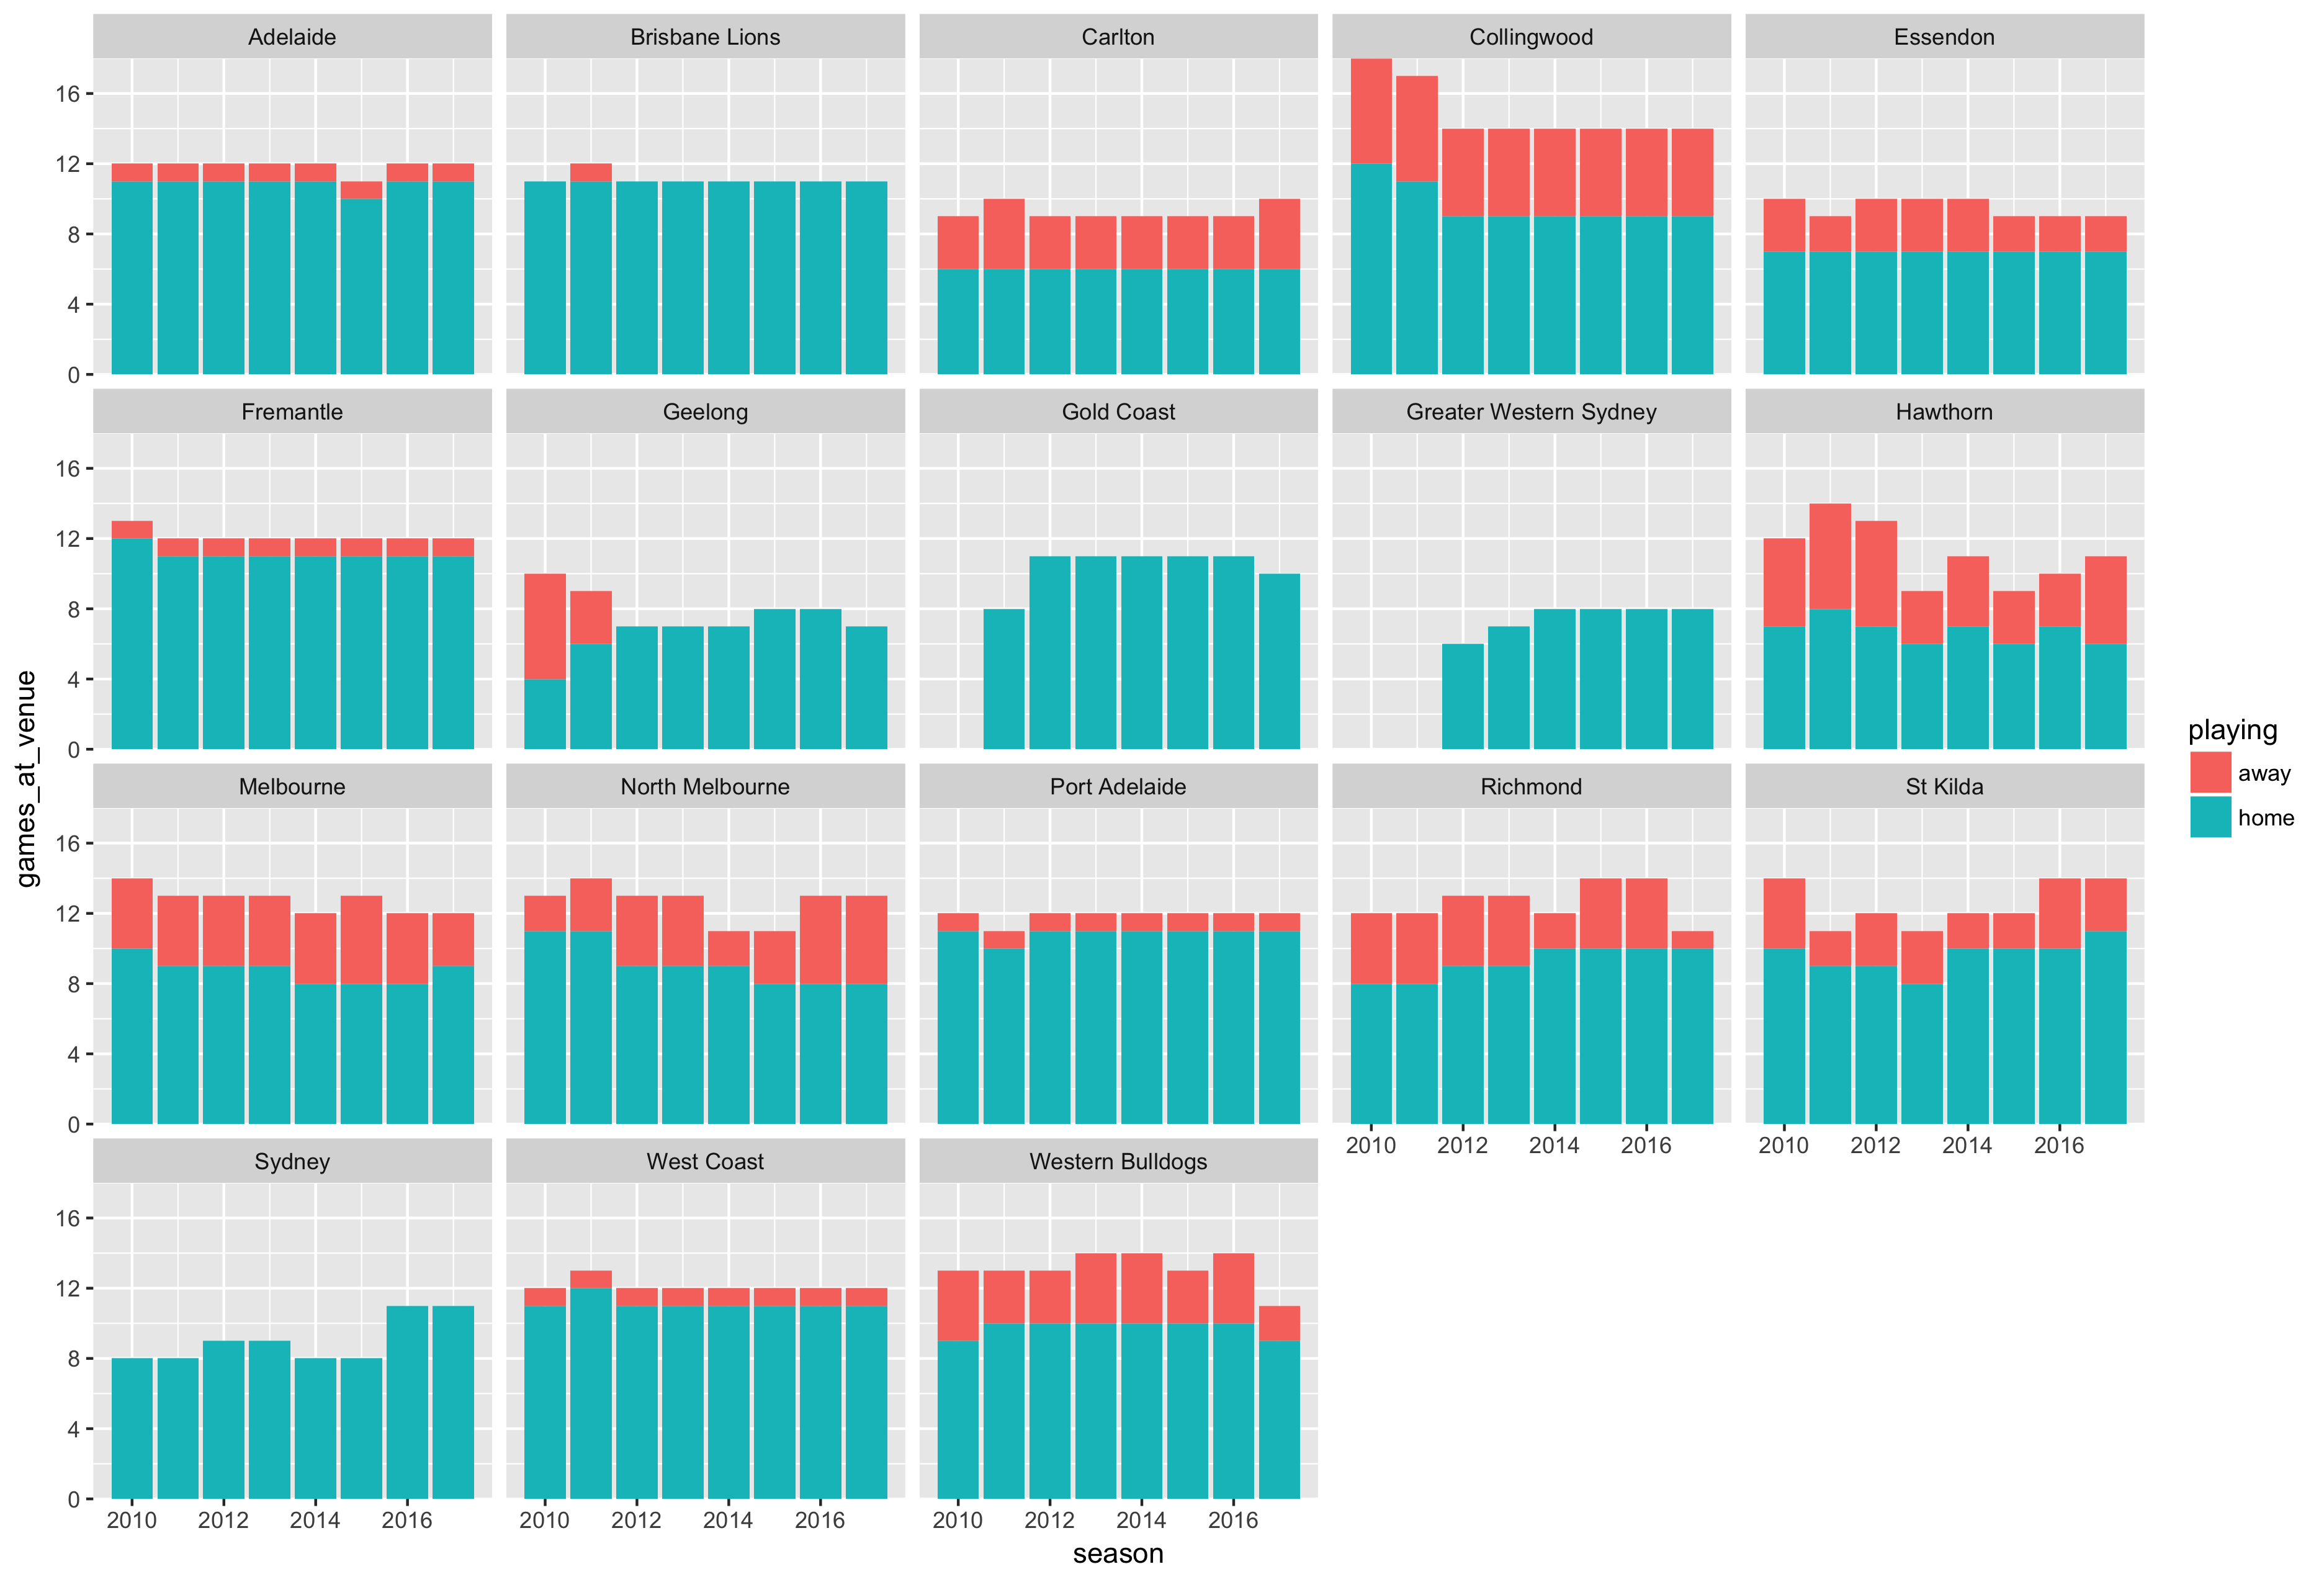 Adelaide Brisbane Lions Carlton Collingwood Essendon
16
12
8
4
0
Fremantle Geelong Gold Coast Greater Western Sydney Hawthorn
16
12
8
4
0
Melbourne North Melbourne Port Adelaide Richmond St Kilda
16
12
8
4
0
2010 2012 2014 2016 2010 2012 2014 2016
Sydney West Coast Western Bulldogs
16
12
8
4
0
2010 2012 2014 2016 2010 2012 2014 2016 2010 2012 2014 2016
season
games_at_venue
playing
away
home